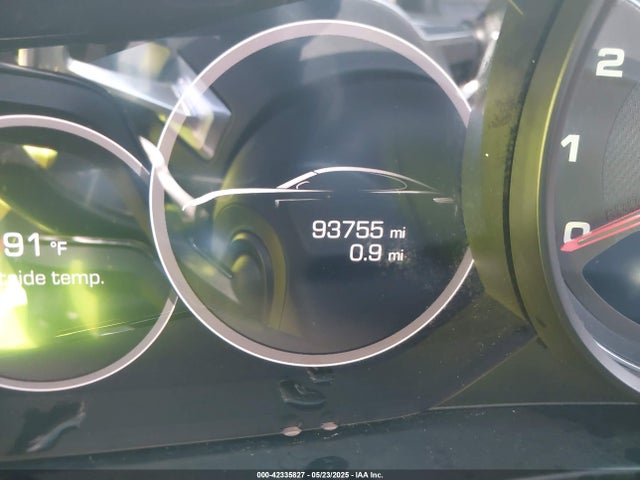 93755 mi
0.9 mi
91 °F
tside temp.
2
1
0
000-42335827 - 05/23/2025 - IAA Inc.